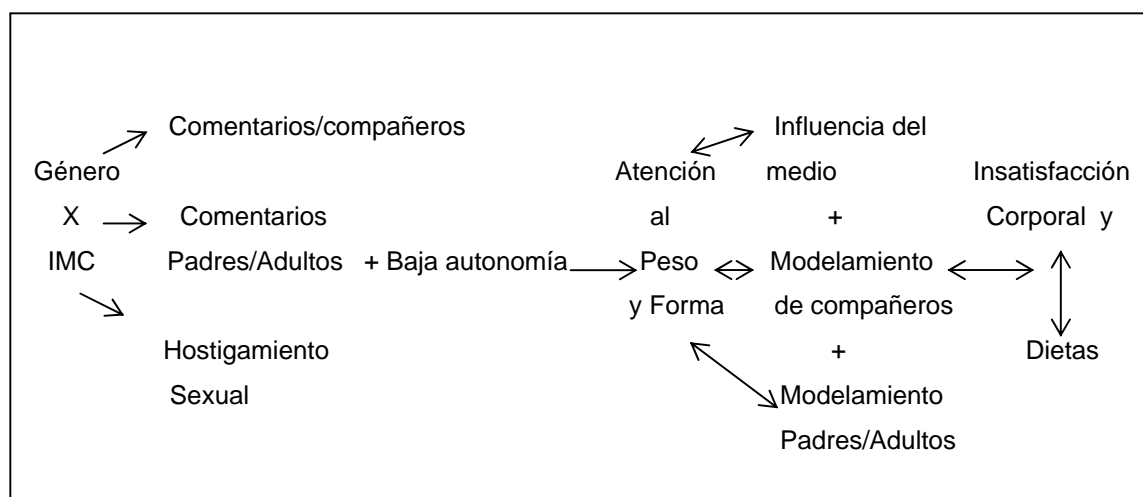 Comentarios/compañeros Influencia del
Género Atención medio Insatisfacción
X Comentarios al + Corporal y
IMC Padres/Adultos + Baja autonomía Peso Modelamiento
y Forma de compañeros
Hostigamiento + Dietas
Sexual Modelamiento
Padres/Adultos